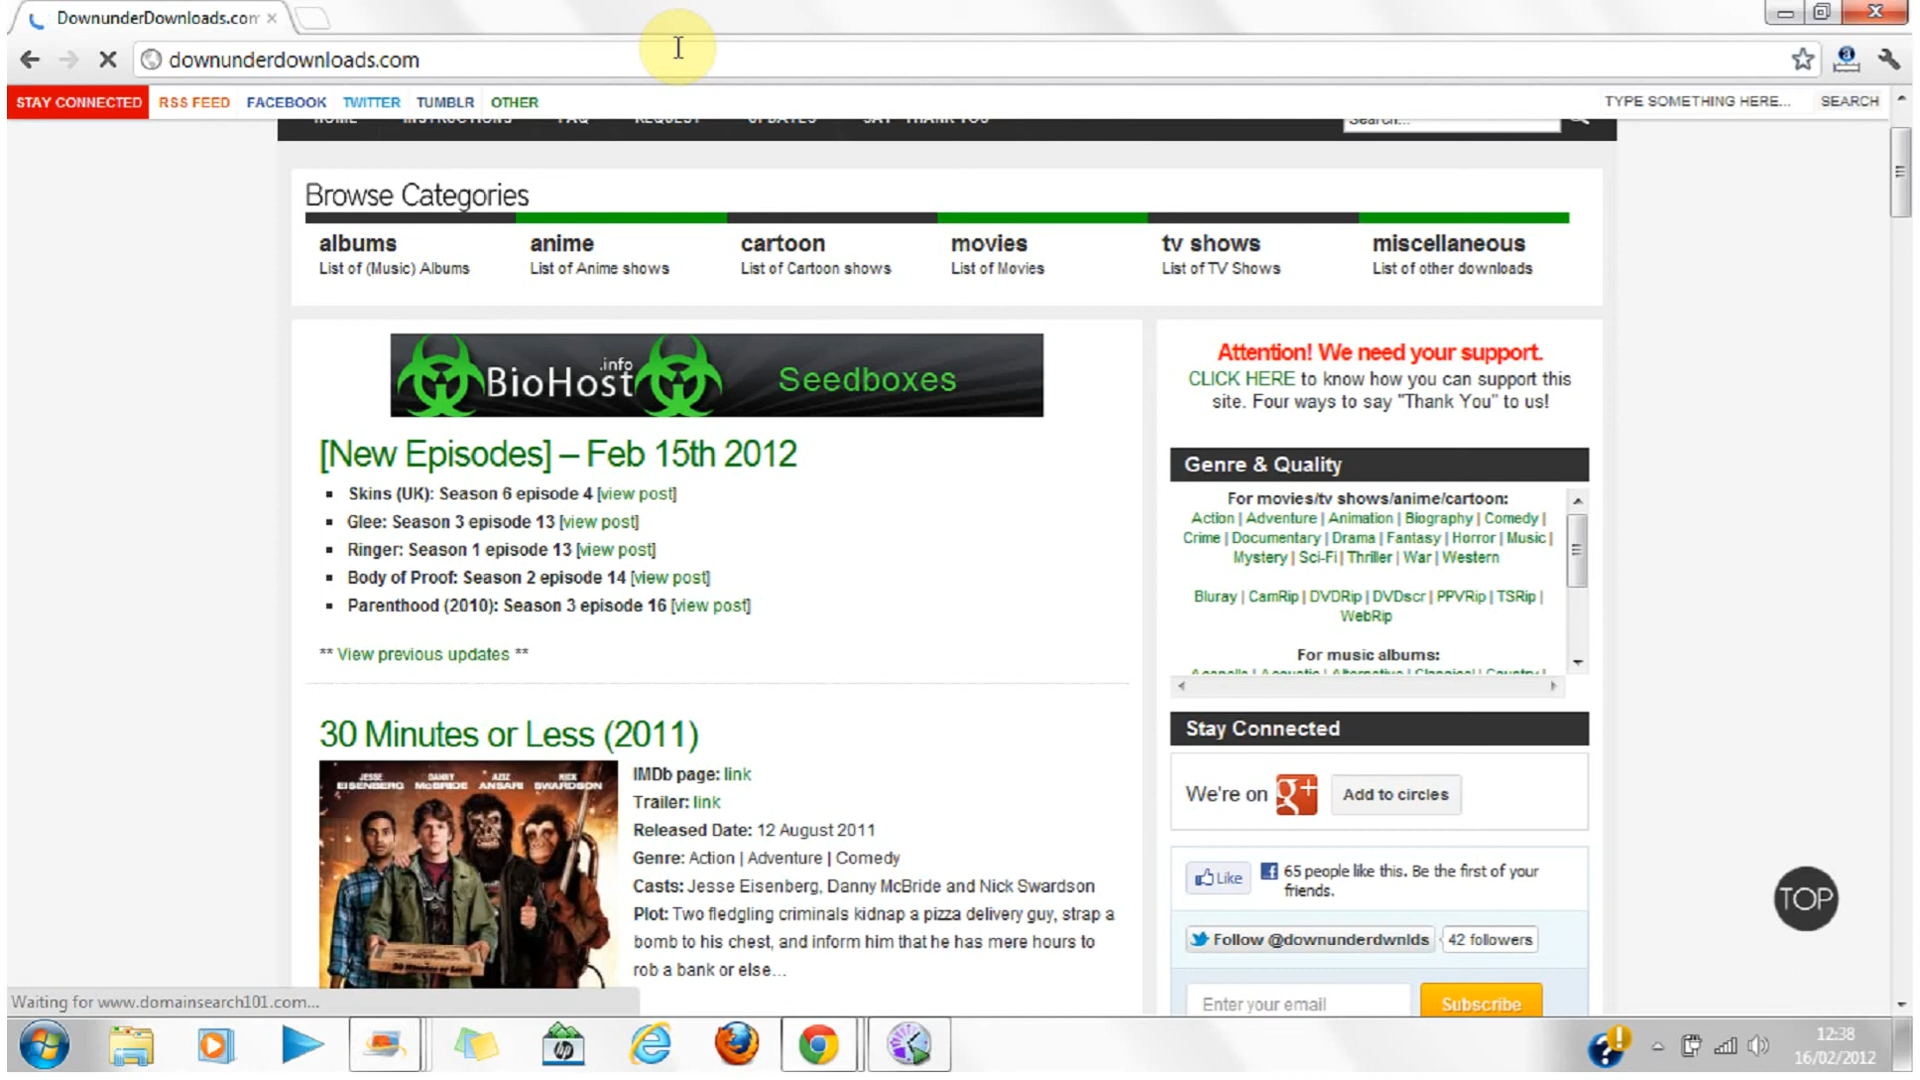 DownunderDownloads.com
downunderdownloads.com
STAY CONNECTED RSS FEED FACEBOOK TWITTER TUMBLR OTHER TYPE SOMETHING HERE... SEARCH
HOME INSTRUCTIONS FAQ REQUEST UPDATES SAY "THANK YOU" Search...
Browse Categories
albums anime cartoon movies tv shows miscellaneous
List of (Music) Albums List of Anime shows List of Cartoon shows List of Movies List of TV Shows List of other downloads
BioHost.info Seedboxes
[New Episodes] – Feb 15th 2012
Skins (UK): Season 6 episode 4 [view post]
Glee: Season 3 episode 13 [view post]
Ringer: Season 1 episode 13 [view post]
Body of Proof: Season 2 episode 14 [view post]
Parenthood (2010): Season 3 episode 16 [view post]
** View previous updates **
30 Minutes or Less (2011)
JESSE EISENBERG DANNY McBRIDE AZIZ ANSARI NICK SWARDSON
30 Minutes or Less!
IMDb page: link
Trailer: link
Released Date: 12 August 2011
Genre: Action | Adventure | Comedy
Casts: Jesse Eisenberg, Danny McBride and Nick Swardson
Plot: Two fledgling criminals kidnap a pizza delivery guy, strap a
bomb to his chest, and inform him that he has mere hours to
rob a bank or else...
Attention! We need your support.
CLICK HERE to know how you can support this
site. Four ways to say "Thank You" to us!
Genre & Quality
For movies/tv shows/anime/cartoon:
Action | Adventure | Animation | Biography | Comedy |
Crime | Documentary | Drama | Fantasy | Horror | Music |
Mystery | Sci-Fi | Thriller | War | Western
Bluray | CamRip | DVDRip | DVDscr | PPVRip | TSRip |
WebRip
For music albums:
Acapella | Acoustic | Alternative | Classical | Country |
Stay Connected
We're on g+ Add to circles
Like 65 people like this. Be the first of your
friends.
Follow @downunderdwnlds 42 followers
Enter your email Subscribe
TOP
Waiting for www.domainsearch101.com...
hp
12:38
16/02/2012